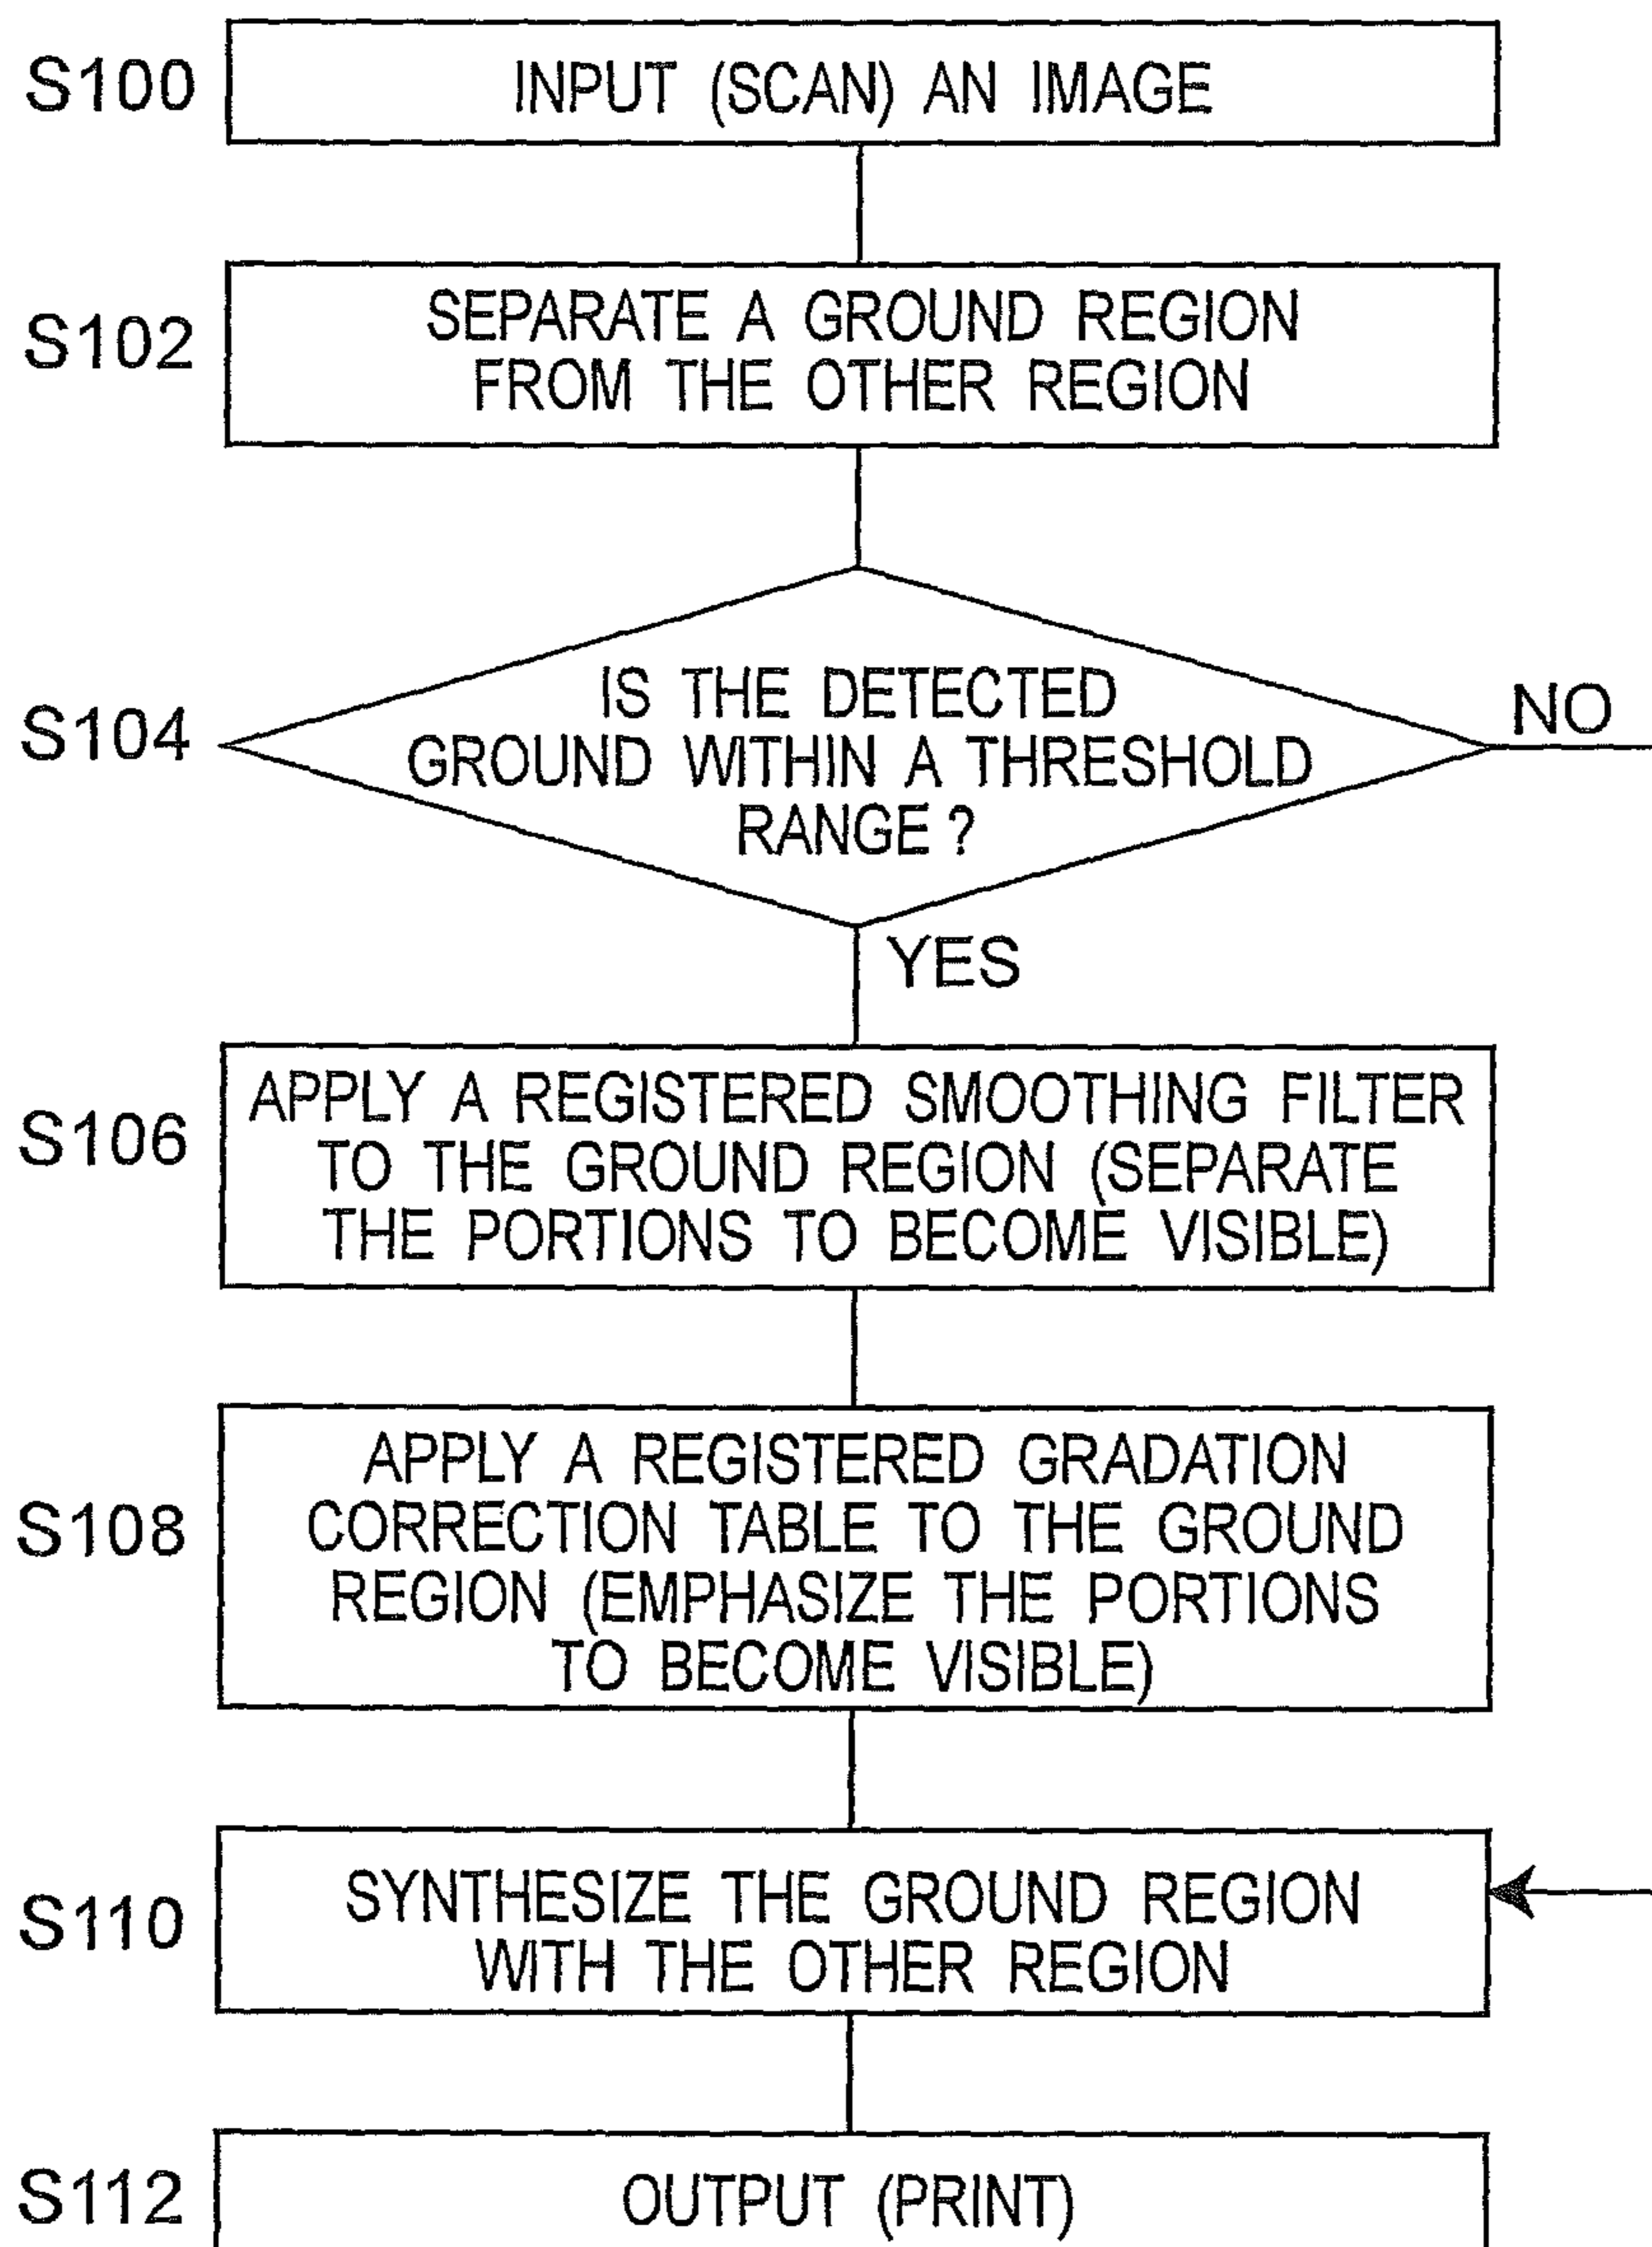 S100
INPUT (SCAN) AN IMAGE
S102
SEPARATE A GROUND REGION
FROM THE OTHER REGION
S104
IS THE DETECTED
GROUND WITHIN A THRESHOLD
RANGE ?
NO
YES
S106
APPLY A REGISTERED SMOOTHING FILTER
TO THE GROUND REGION (SEPARATE
THE PORTIONS TO BECOME VISIBLE)
S108
APPLY A REGISTERED GRADATION
CORRECTION TABLE TO THE GROUND
REGION (EMPHASIZE THE PORTIONS
TO BECOME VISIBLE)
S110
SYNTHESIZE THE GROUND REGION
WITH THE OTHER REGION
S112
OUTPUT (PRINT)